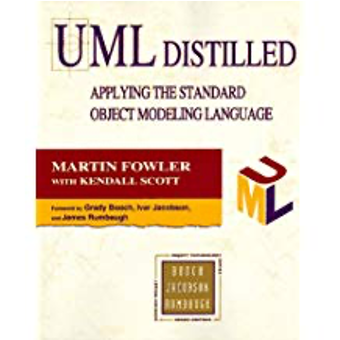 UML DISTILLED
APPLYING THE STANDARD
OBJECT MODELING LANGUAGE
MARTIN FOWLER
WITH KENDALL SCOTT
Foreword by Grady Booch, Ivar Jacobson,
and James Rumbaugh
UML
BOOCH
JACOBSON
RUMBAUGH